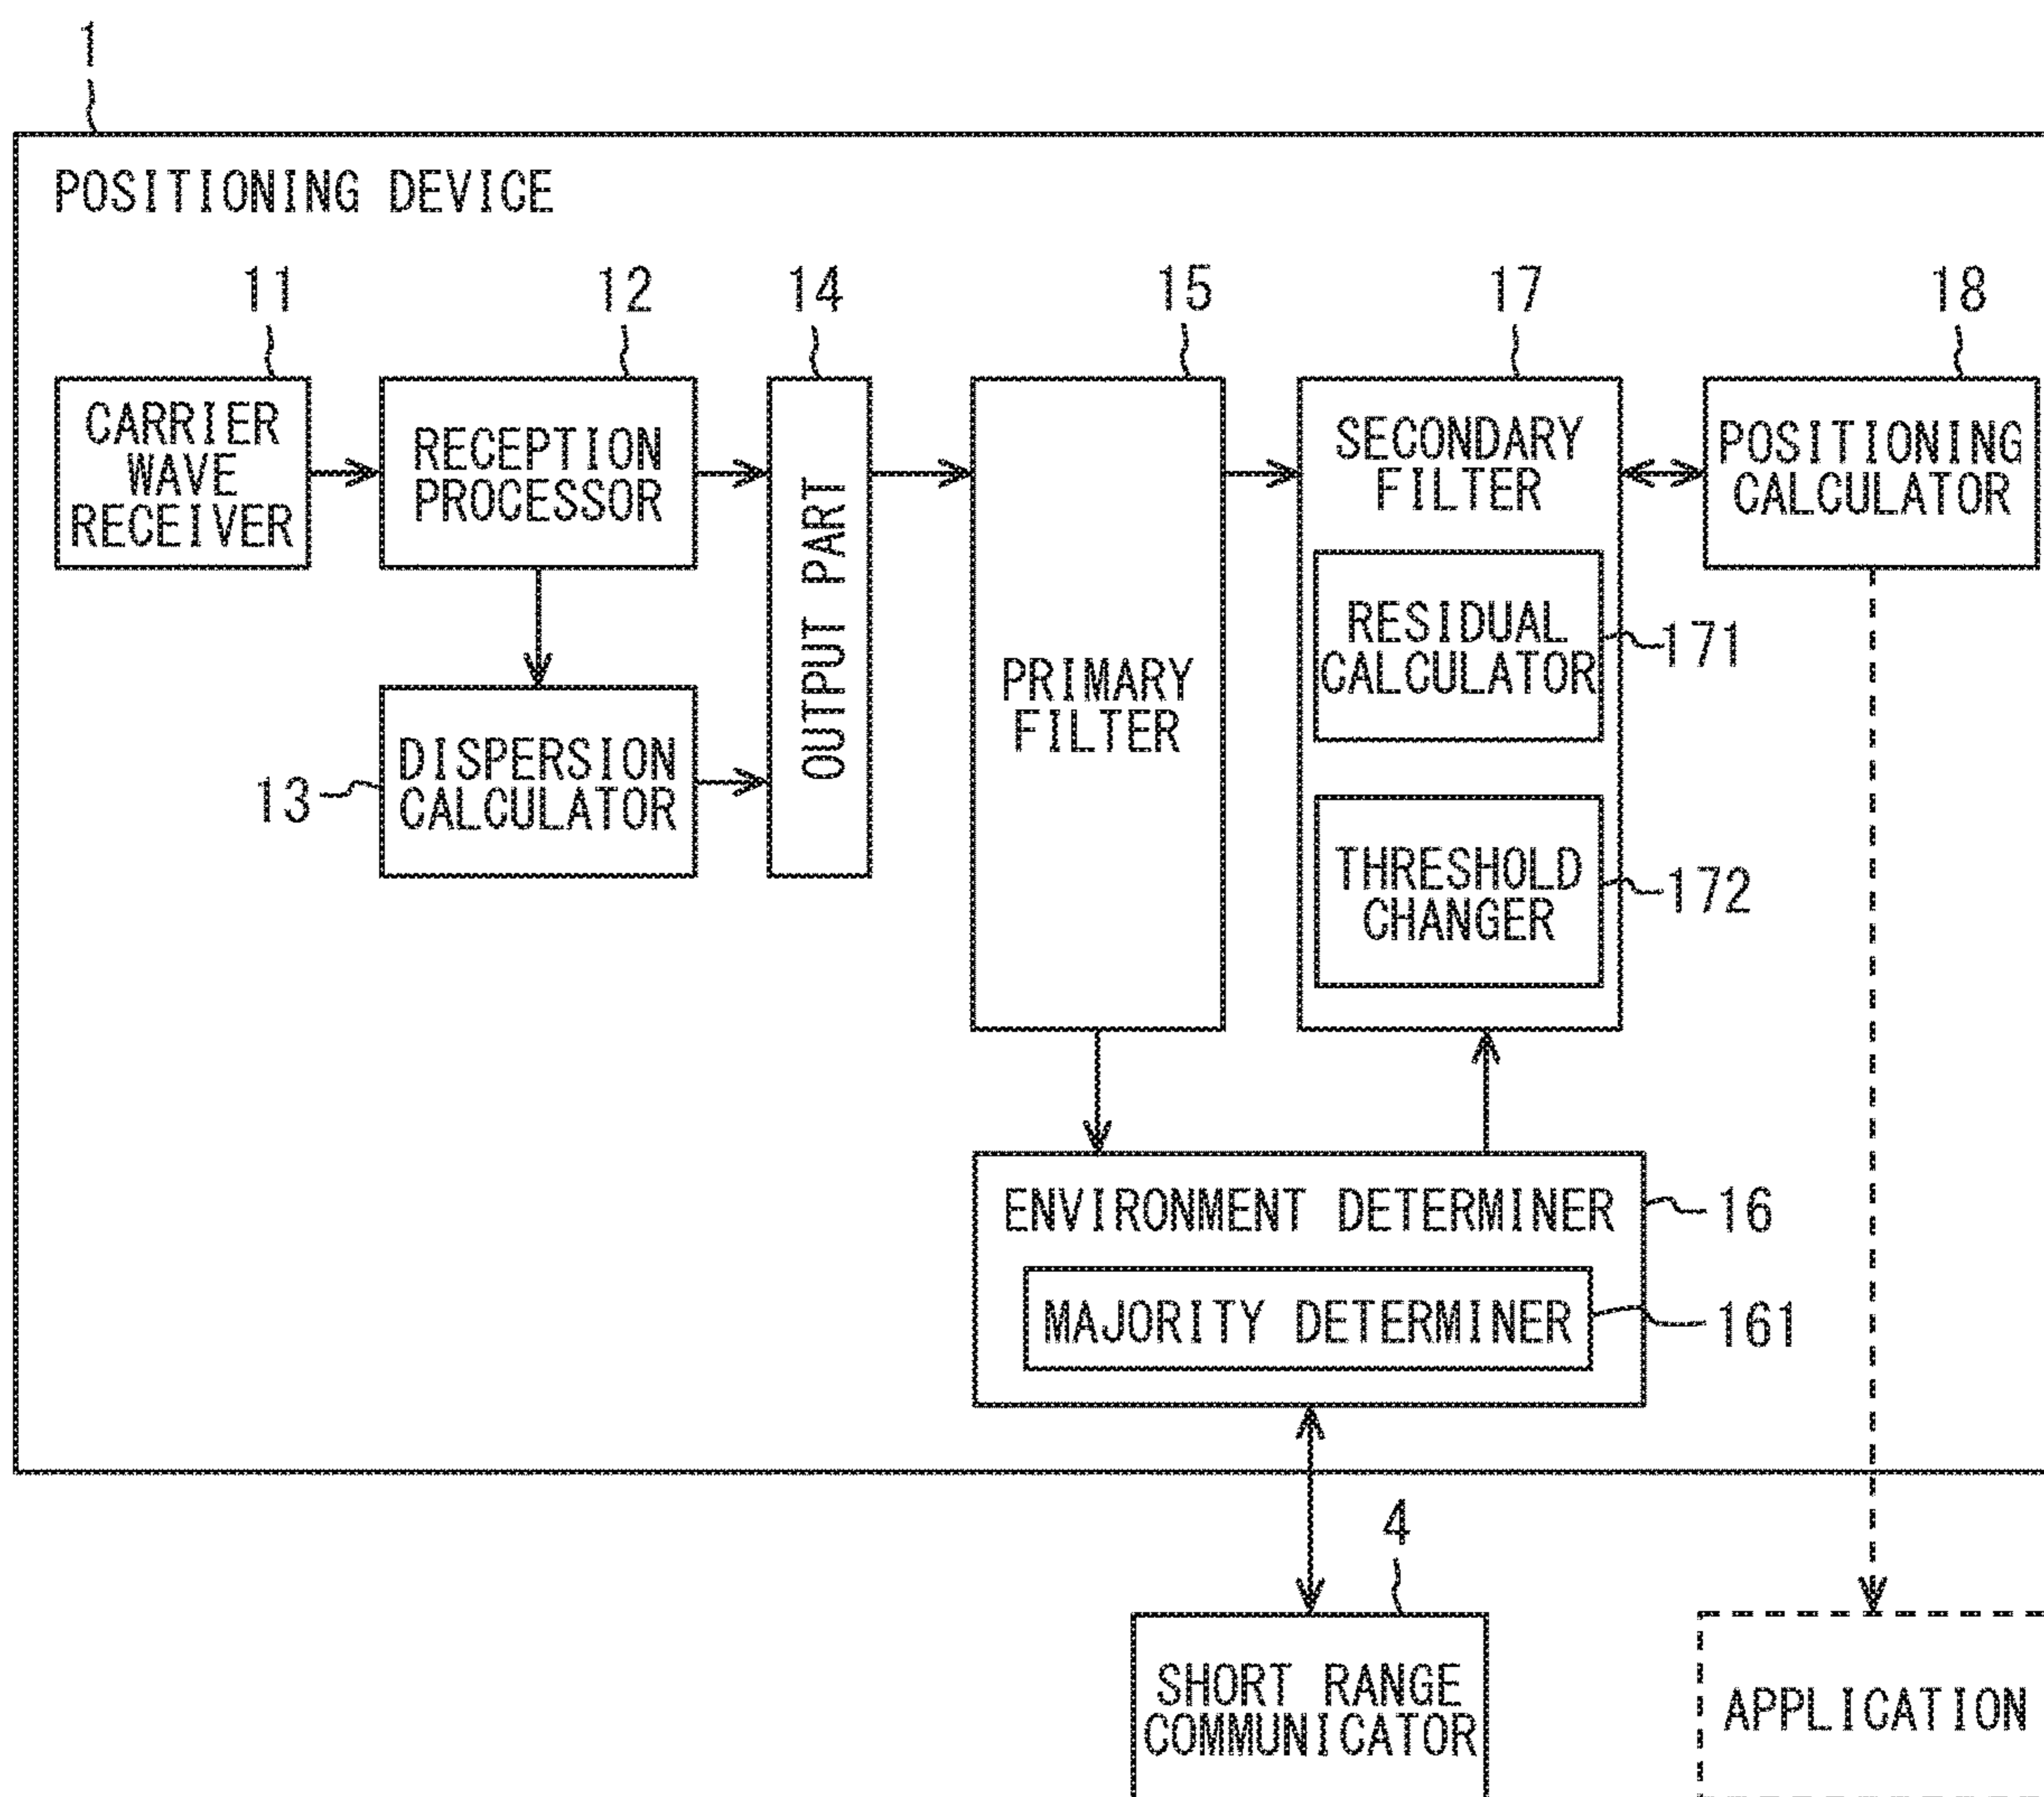 1
POSITIONING DEVICE
11
12
14
15
17
18
CARRIER
WAVE
RECEIVER
RECEPTION
PROCESSOR
OUTPUT PART
PRIMARY
FILTER
SECONDARY
FILTER
POSITIONING
CALCULATOR
RESIDUAL
CALCULATOR
171
13
DISPERSION
CALCULATOR
THRESHOLD
CHANGER
172
ENVIRONMENT DETERMINER
16
MAJORITY DETERMINER
161
4
SHORT RANGE
COMMUNICATOR
APPLICATION